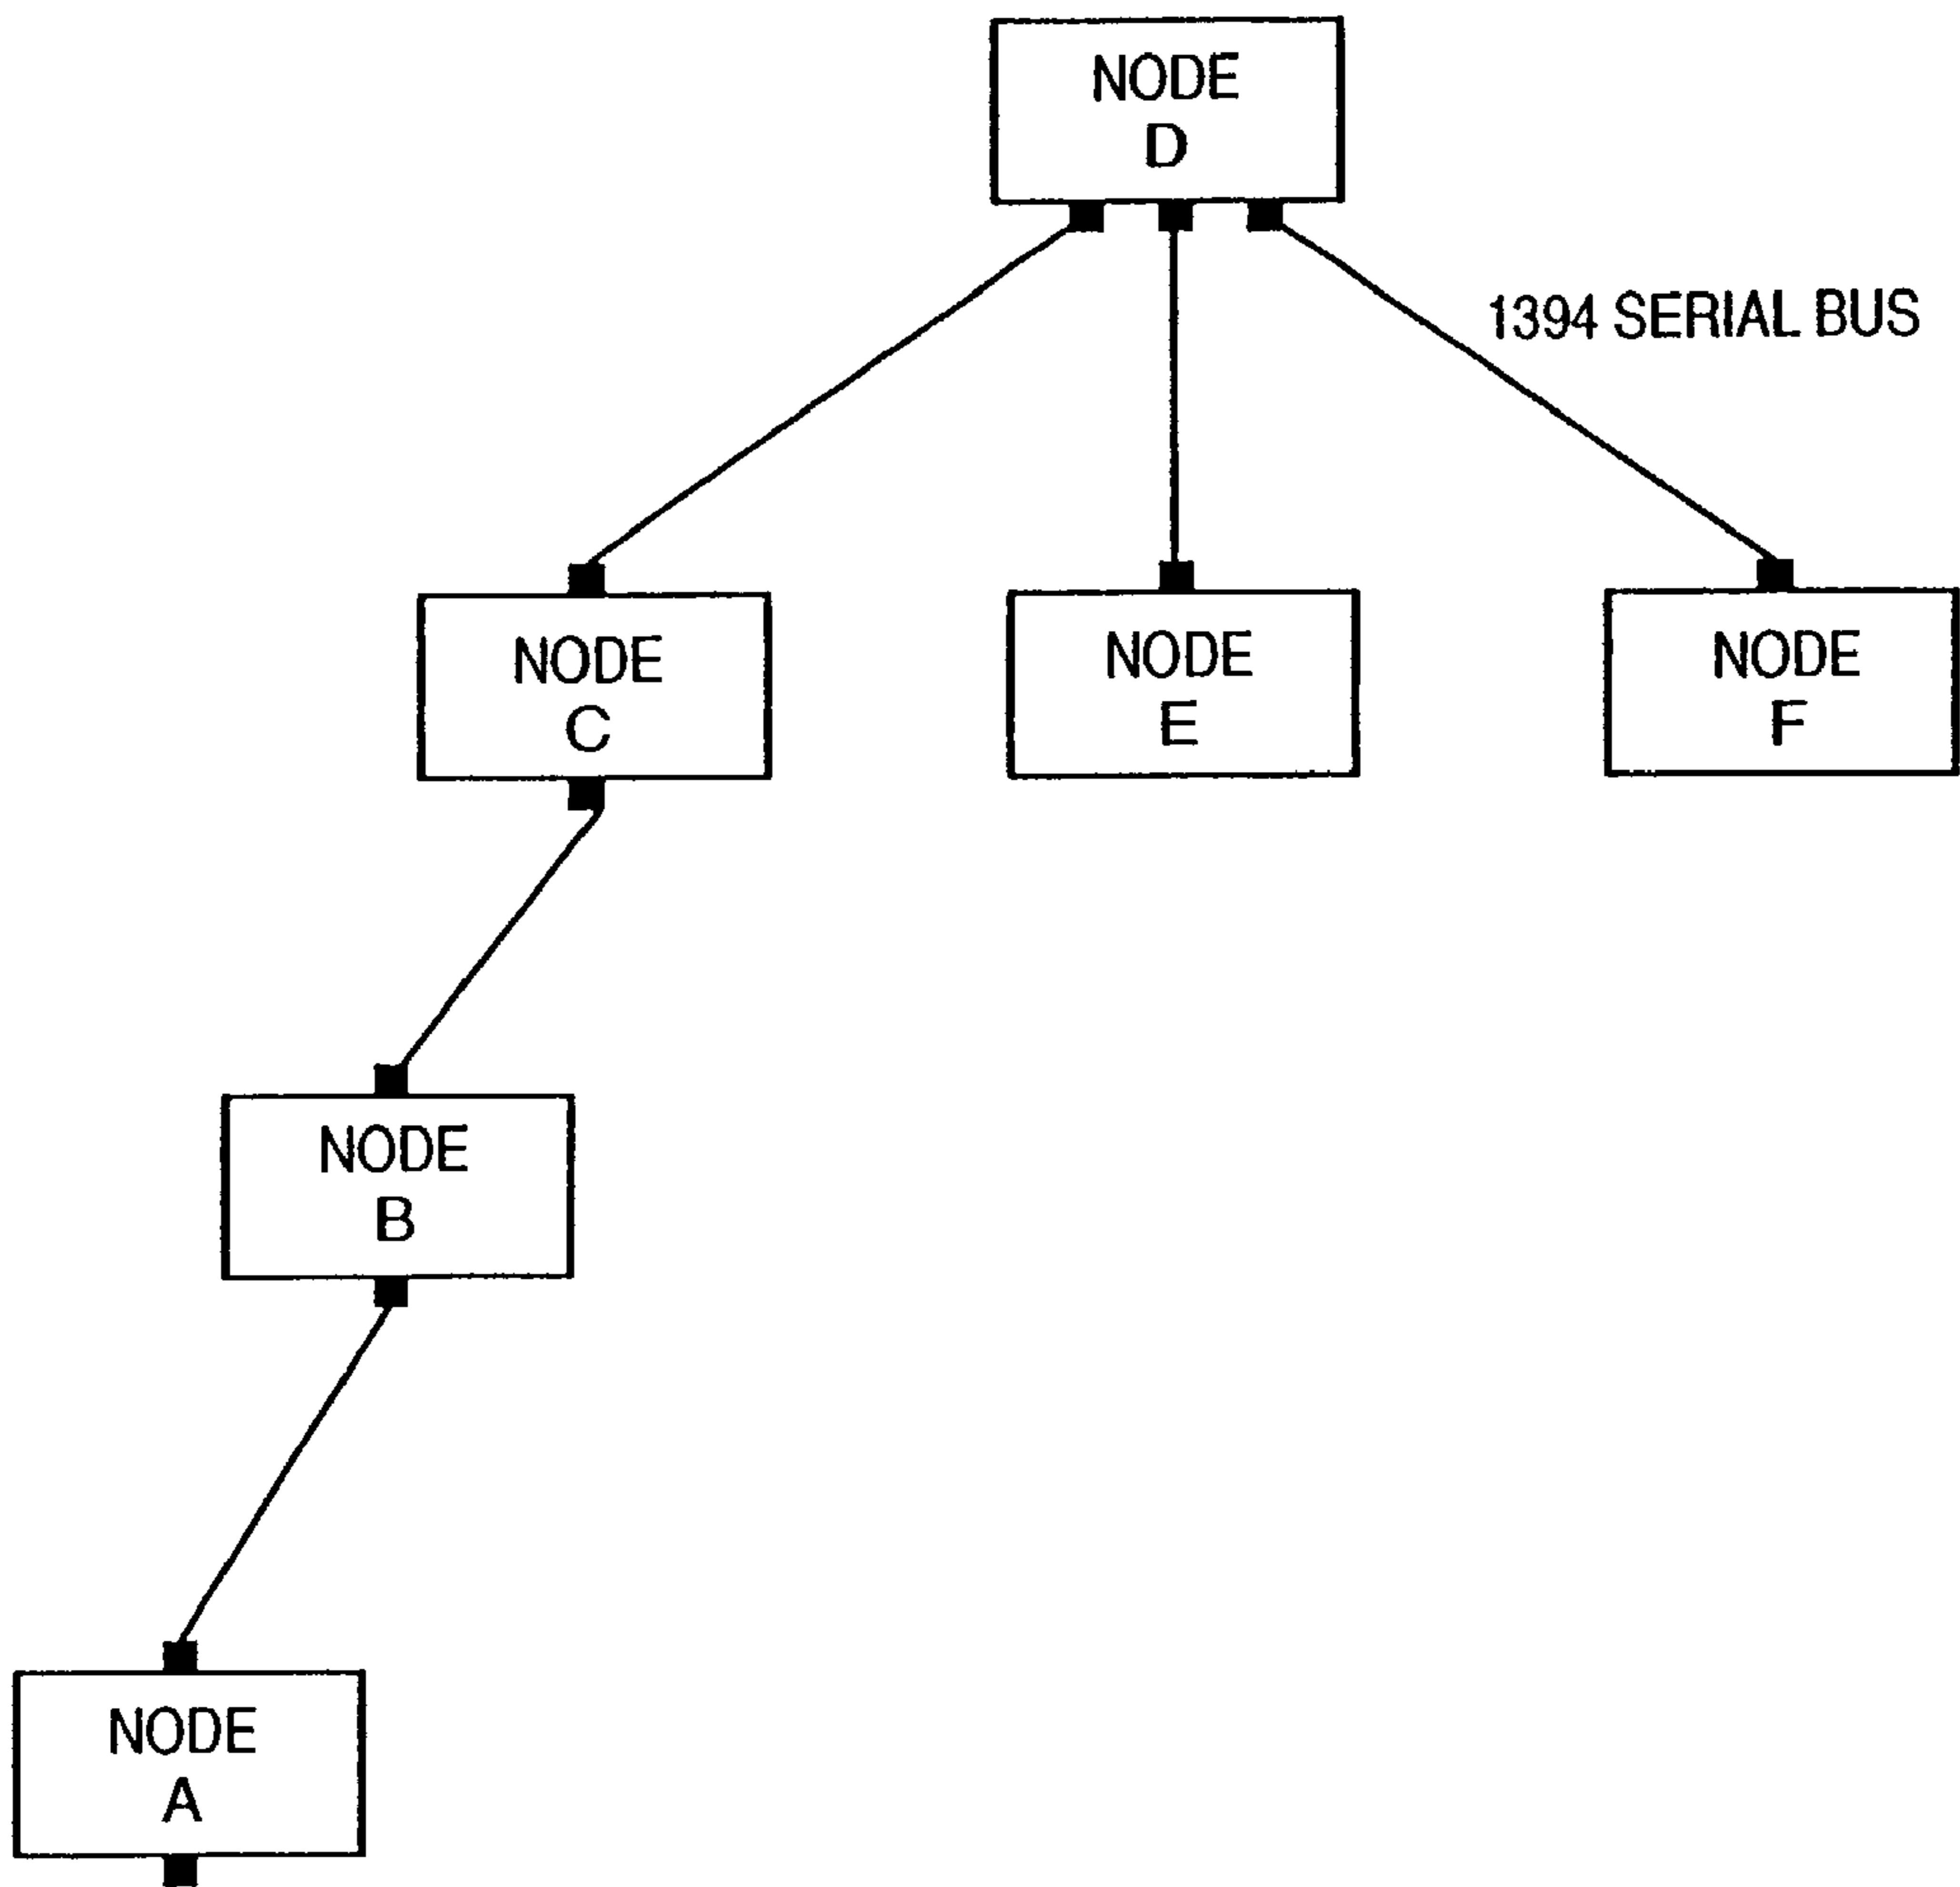 NODE
D
1394 SERIAL BUS
NODE
C
NODE
E
NODE
F
NODE
B
NODE
A